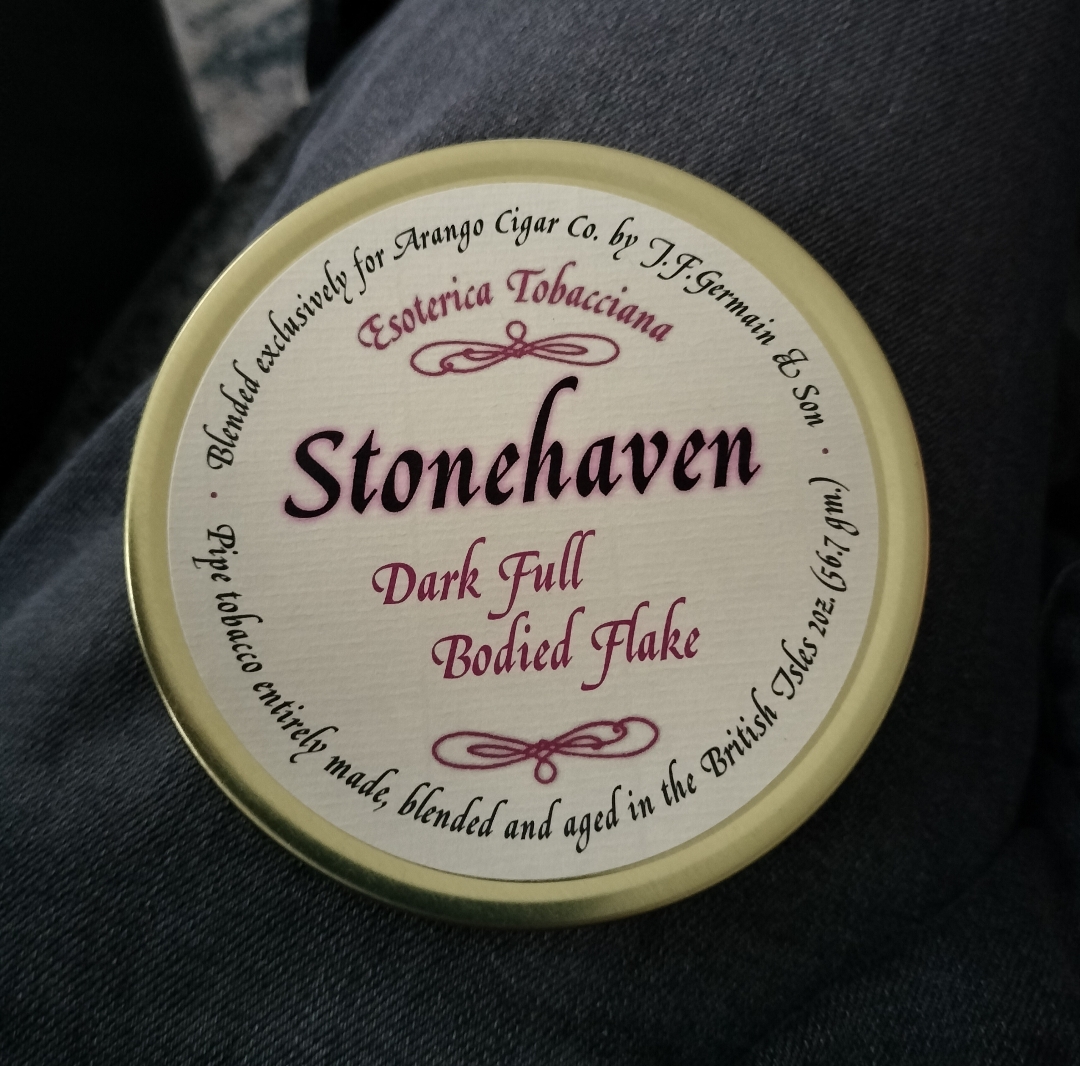 Blended exclusively for Arango Cigar Co. by J.F.Germain & Son
Esoterica Tobacciana
Stonehaven
Dark Full
Bodied Flake
Pipe tobacco entirely made, blended and aged in the British Isles 2oz. (56.7 gm.)